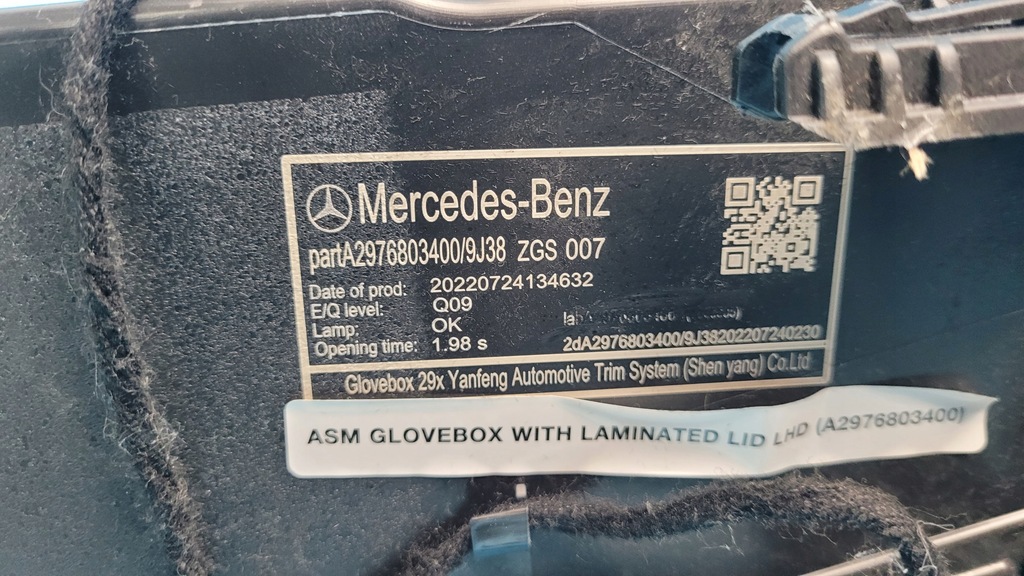 Mercedes-Benz
partA2976803400/9J38 ZGS 007
Date of prod: 20220724134632
E/Q level: Q09
Lamp: OK
Opening time: 1.98 s
2dA2976803400/9J38202207240230
Glovebox 29x Yanfeng Automotive Trim System (Shen yang) Co.Ltd
ASM GLOVEBOX WITH LAMINATED LID LHD (A2976803400)